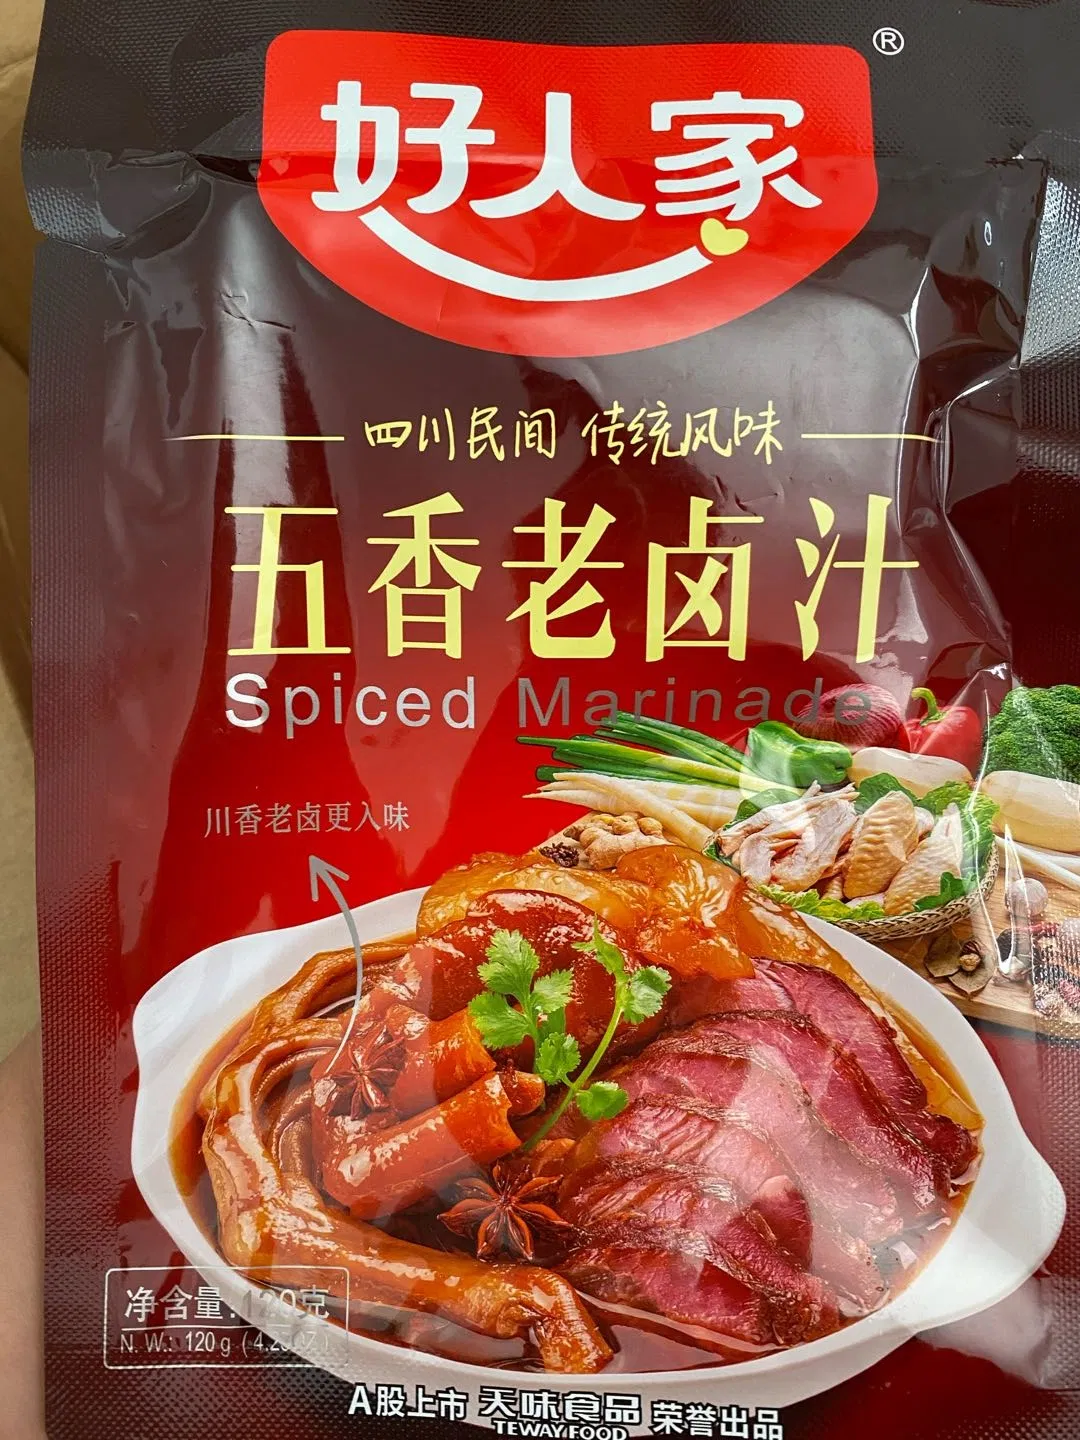 好人家
®
四川民间 传统风味
五香老卤汁
Spiced Marinade
川香老卤更入味
净含量:120克
N. W.: 120 g
A股上市 天味食品 荣誉出品
TEWAY FOOD